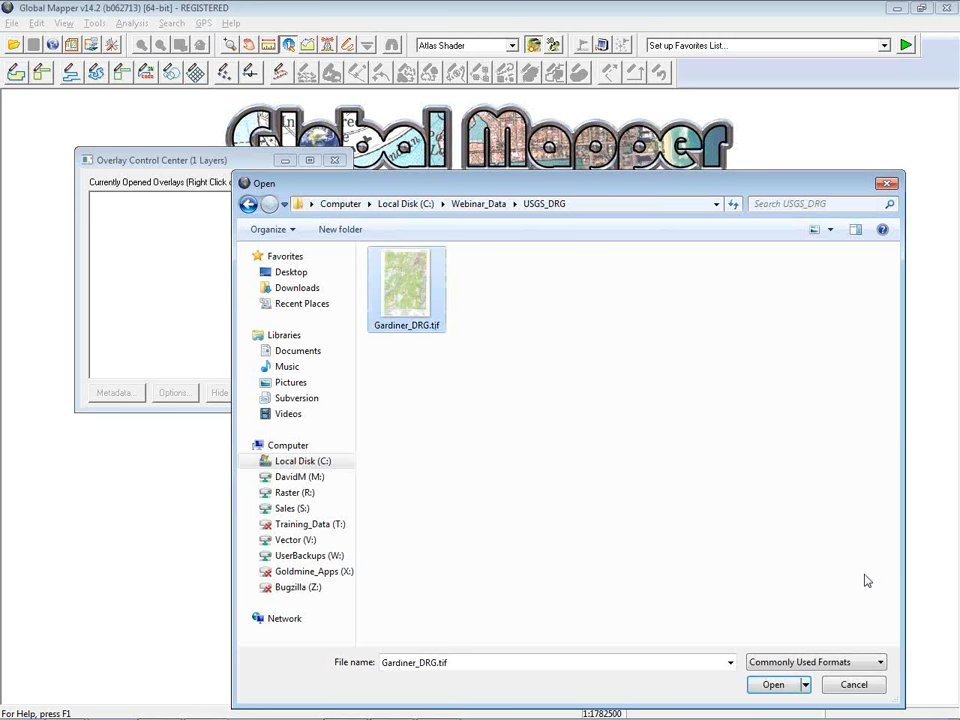 Global Mapper v14.2 (b062713) [64-bit] - REGISTERED
File Edit View Tools Analysis Search GPS Help
Atlas Shader
Set up Favorites List...
Global Mapper
Overlay Control Center (1 Layers)
Currently Opened Overlays (Right Click o
Metadata...
Options...
Hide
Open
Computer
Local Disk (C:)
Webinar_Data
USGS_DRG
Search USGS_DRG
Organize
New folder
Favorites
Desktop
Downloads
Recent Places
Libraries
Documents
Music
Pictures
Subversion
Videos
Computer
Local Disk (C:)
DavidM (M:)
Raster (R:)
Sales (S:)
Training_Data (T:)
Vector (V:)
UserBackups (W:)
Goldmine_Apps (X:)
Bugzilla (Z:)
Network
Gardiner_DRG.tif
File name:
Gardiner_DRG.tif
Commonly Used Formats
Open
Cancel
For Help, press F1
1:1782500